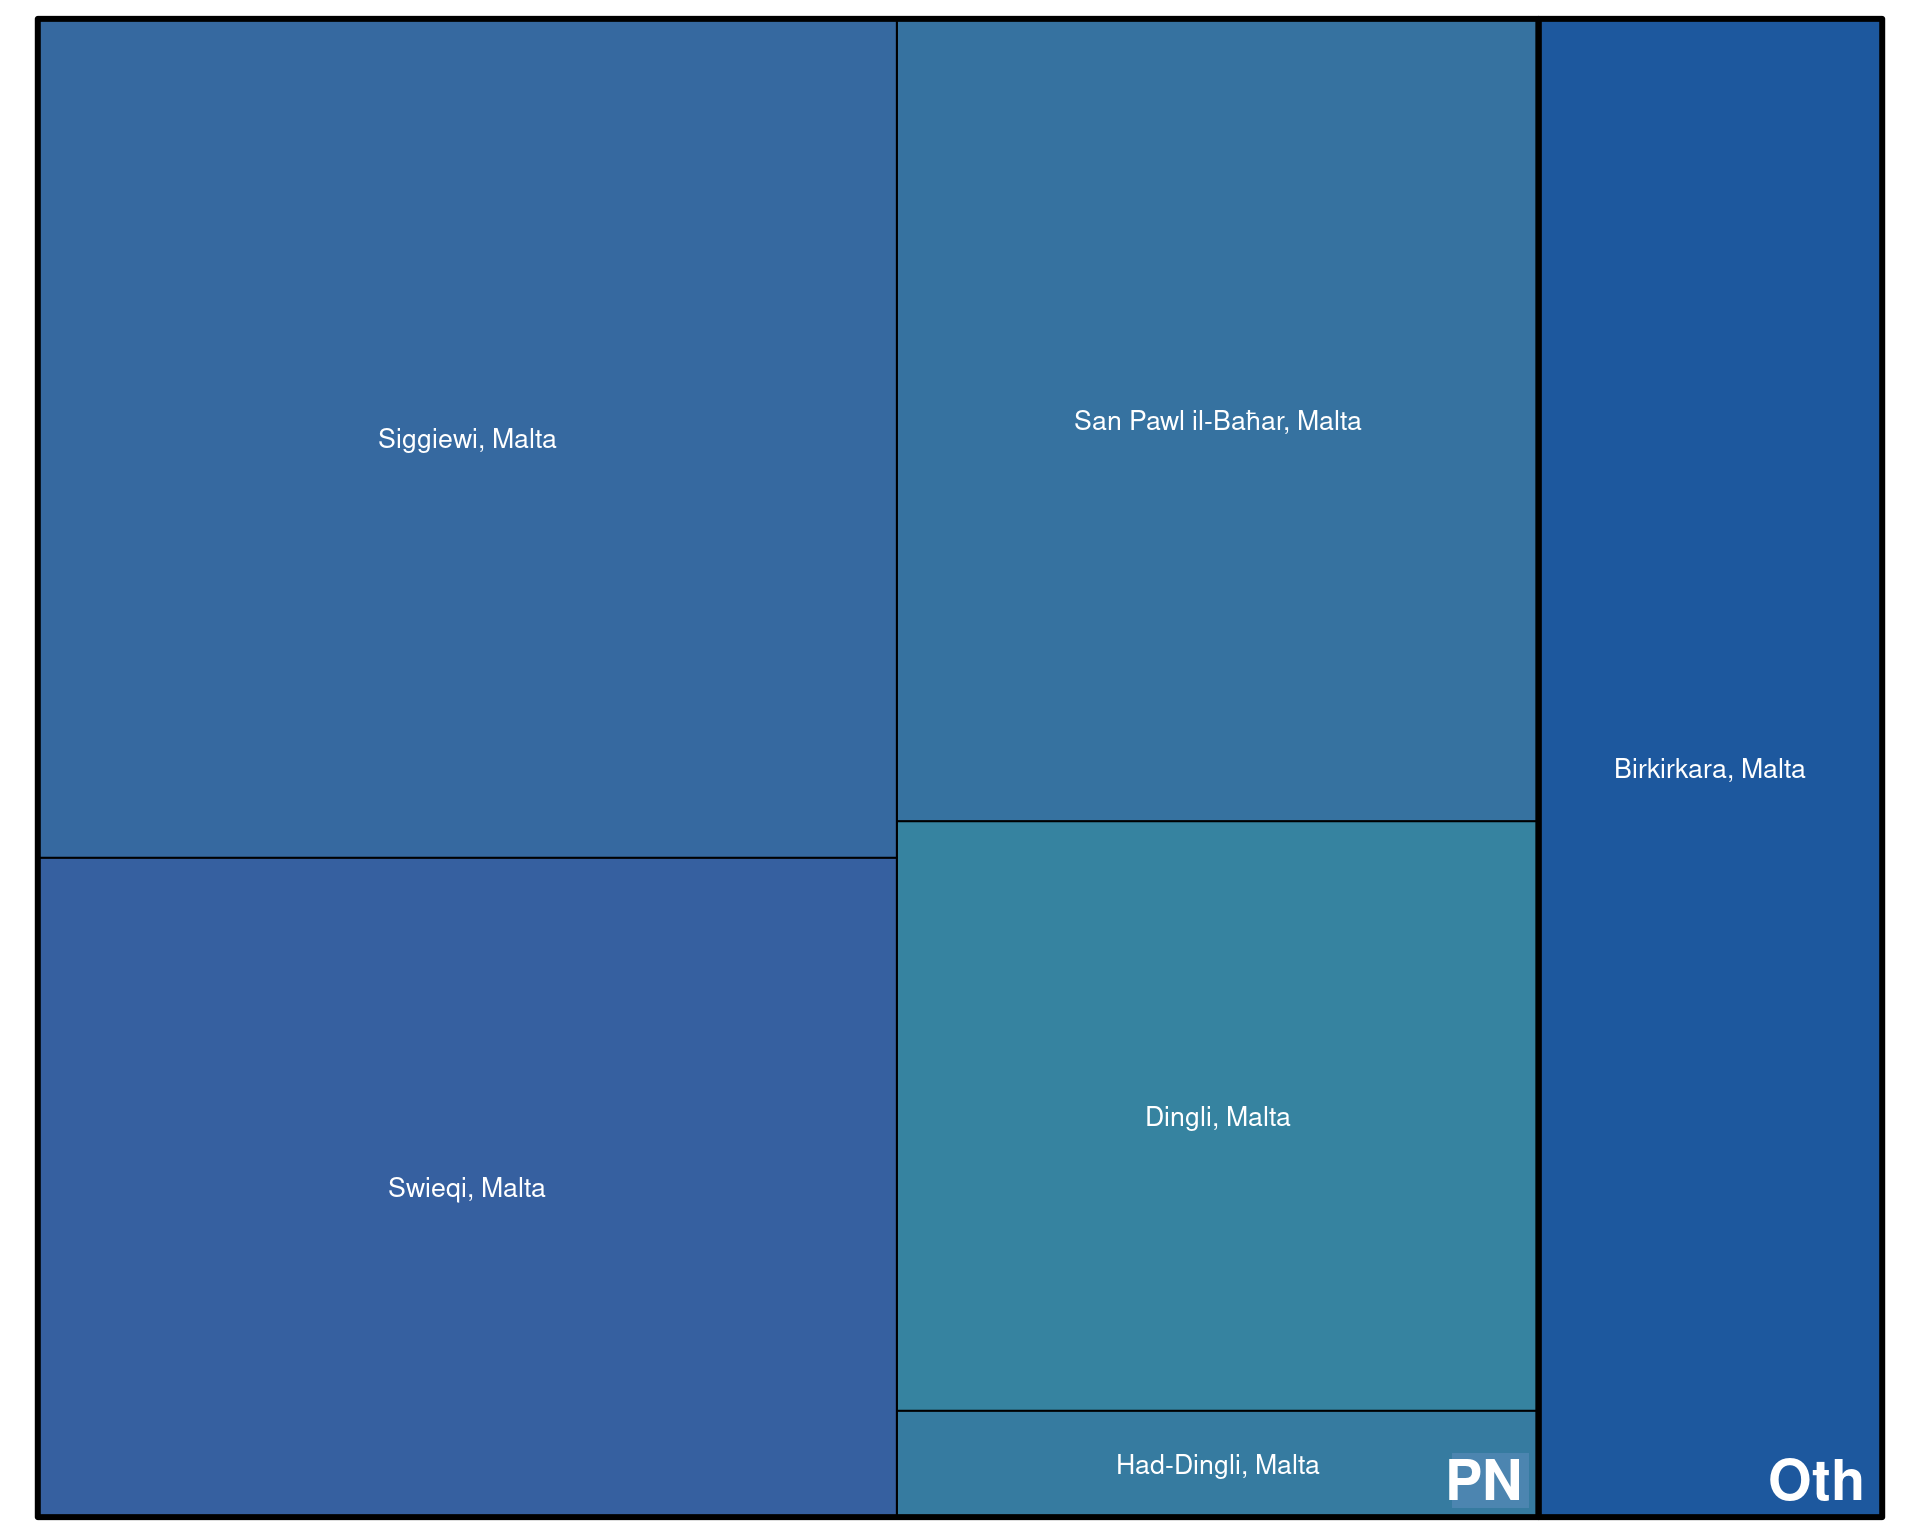 Siggiewi, Malta
San Pawl il-Baħar, Malta
Birkirkara, Malta
Dingli, Malta
Swieqi, Malta
Had-Dingli, Malta
PN
Oth